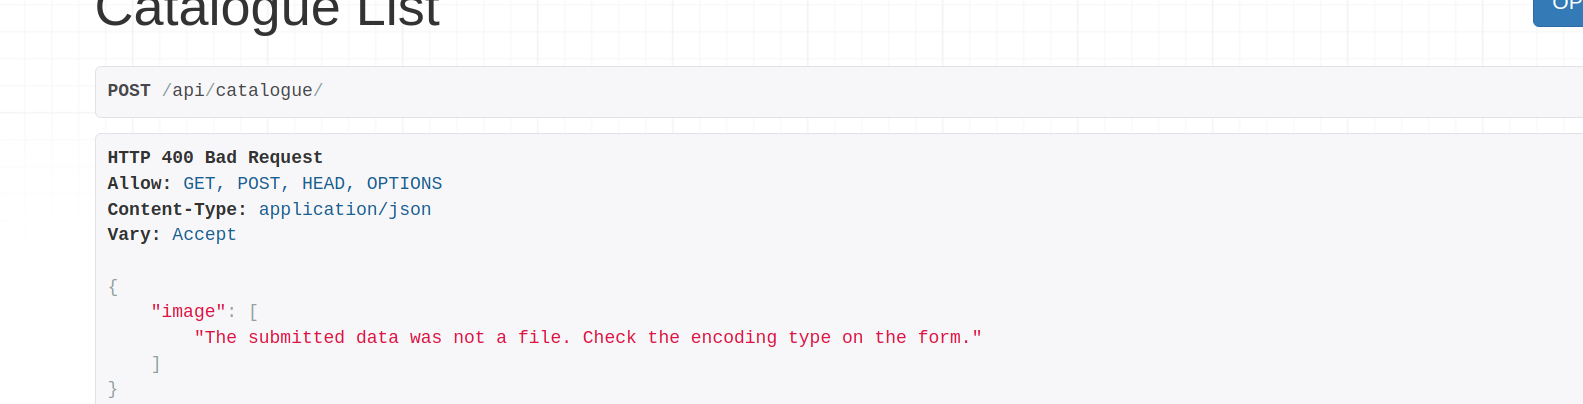 Catalogue List
OP
POST /api/catalogue/
HTTP 400 Bad Request
Allow: GET, POST, HEAD, OPTIONS
Content-Type: application/json
Vary: Accept
{
    "image": [
        "The submitted data was not a file. Check the encoding type on the form."
    ]
}